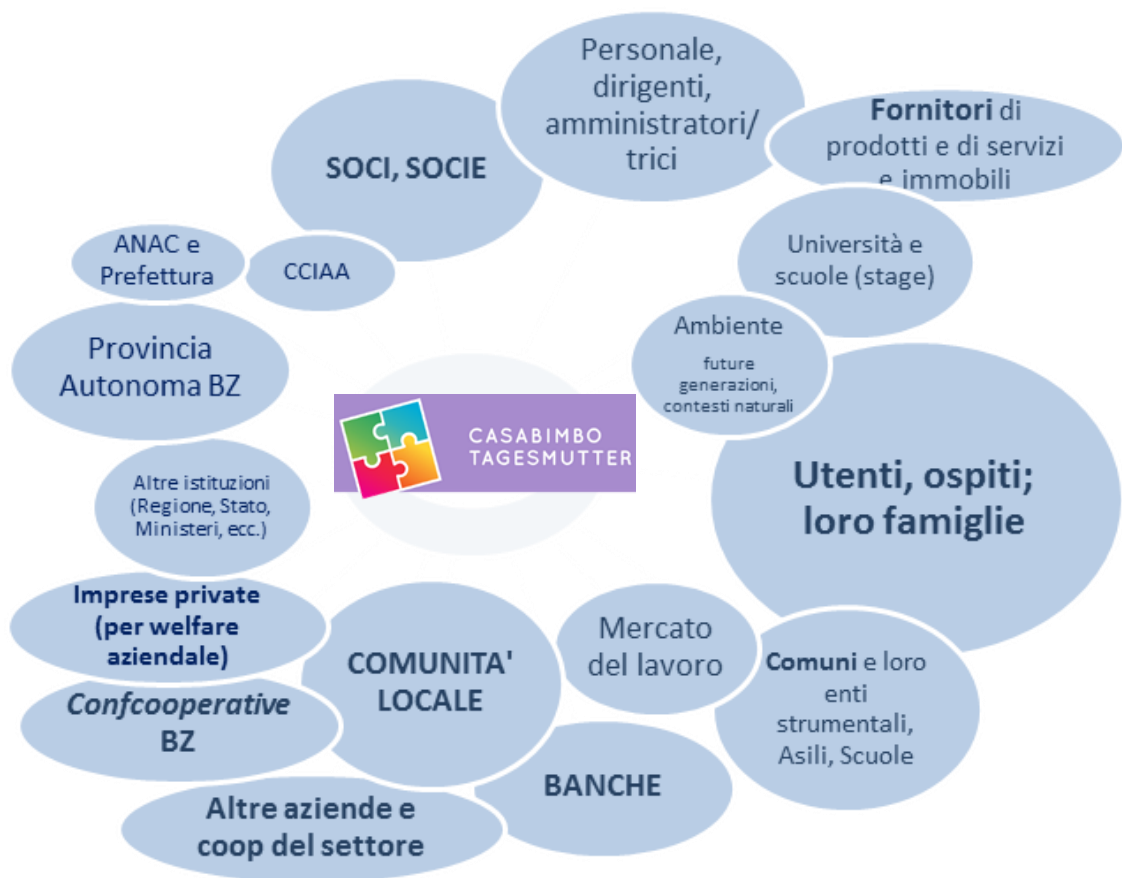 Personale,
dirigenti,
amministratori/
trici
Fornitori di
prodotti e di servizi
e immobili
SOCI, SOCIE
Università e
scuole (stage)
ANAC e
Prefettura
CCIAA
Ambiente
future
generazioni,
contesti naturali
Provincia
Autonoma BZ
CASABIMBO
TAGESMUTTER
Utenti, ospiti;
loro famiglie
Altre istituzioni
(Regione, Stato,
Ministeri, ecc.)
Imprese private
(per welfare
aziendale)
COMUNITA'
LOCALE
Mercato
del lavoro
Comuni e loro
enti
strumentali,
Asili, Scuole
Confcooperative
BZ
BANCHE
Altre aziende e
coop del settore